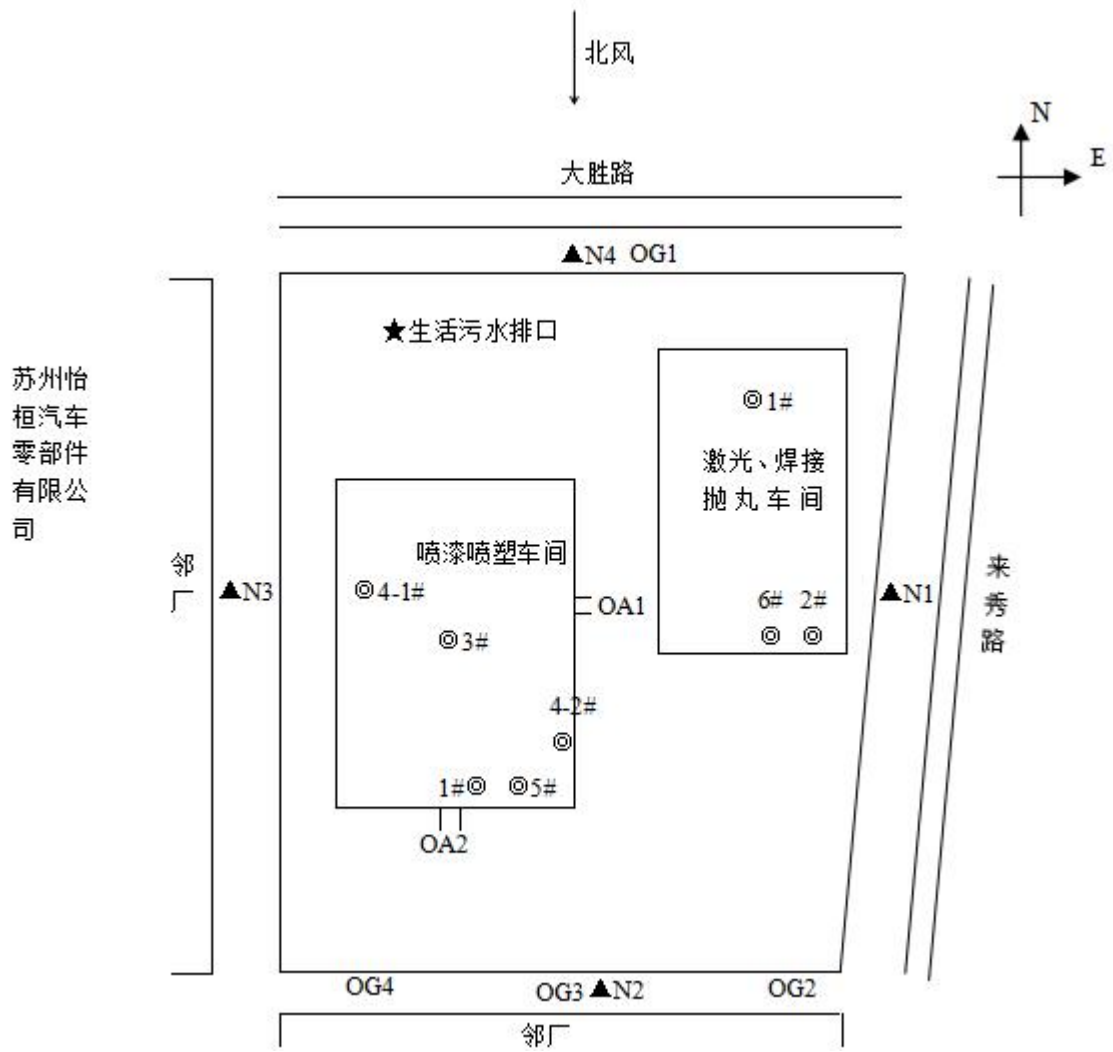 北风
N
E
大胜路
▲N4 OG1
★生活污水排口
苏州怡
桓汽车
零部件
有限公
司
◎1#
激光、焊接
抛丸车间
喷漆喷塑车间
邻
厂
▲N3
◎4-1#
OA1
6# 2#
▲N1
来
秀
路
◎3#
4-2#
1#◎ ◎5#
OA2
OG4
OG3▲N2
OG2
邻厂